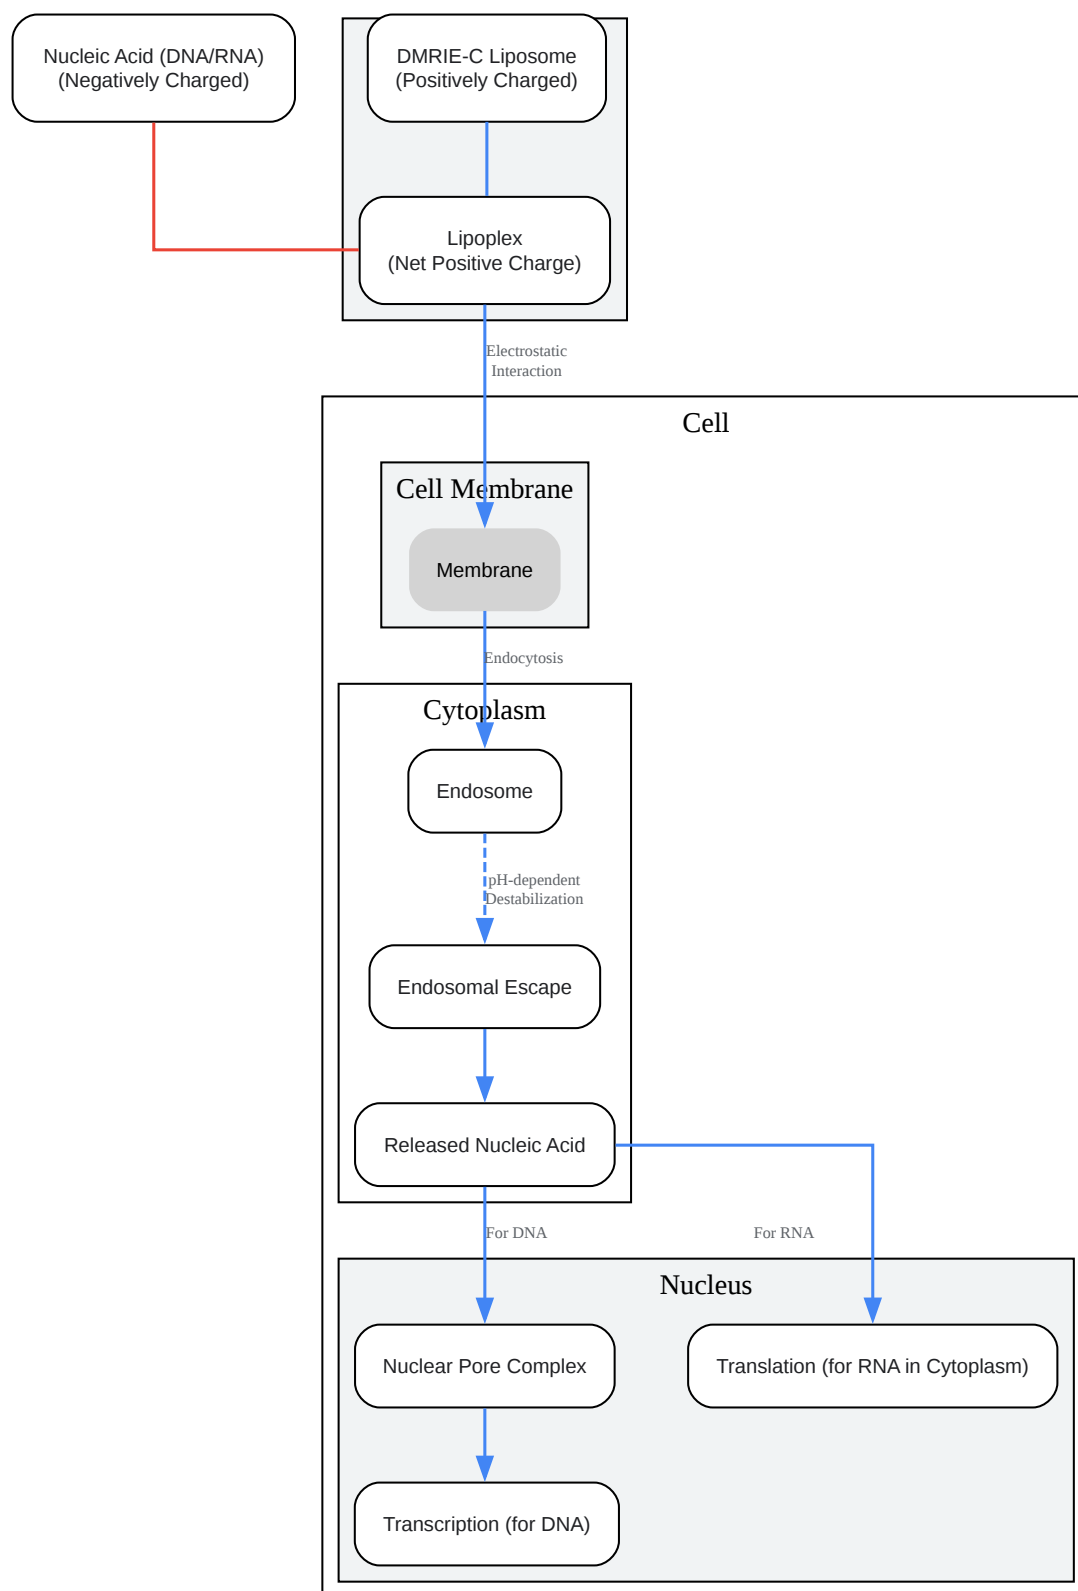 Nucleic Acid (DNA/RNA)
(Negatively Charged)
DMRIE-C Liposome
(Positively Charged)
Lipoplex
(Net Positive Charge)
Electrostatic
Interaction
Cell
Cell Membrane
Membrane
Endocytosis
Cytoplasm
Endosome
pH-dependent
Destabilization
Endosomal Escape
Released Nucleic Acid
For DNA
For RNA
Nucleus
Nuclear Pore Complex
Translation (for RNA in Cytoplasm)
Transcription (for DNA)